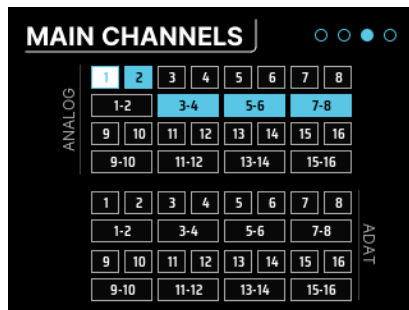 MAIN CHANNELS
ANALOG
1 2 3 4 5 6 7 8
1-2 3-4 5-6 7-8
9 10 11 12 13 14 15 16
9-10 11-12 13-14 15-16
ADAT
1 2 3 4 5 6 7 8
1-2 3-4 5-6 7-8
9 10 11 12 13 14 15 16
9-10 11-12 13-14 15-16